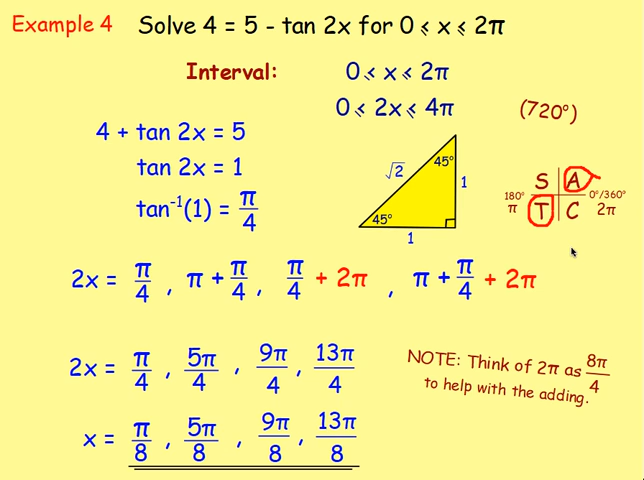 Example 4 Solve 4 = 5 - tan 2x for 0 ≤ x ≤ 2π
Interval: 0 ≤ x ≤ 2π
0 ≤ 2x ≤ 4π (720°)
4 + tan 2x = 5
tan 2x = 1
tan⁻¹(1) = π/4
√2 45° 1
45° 1
S A
180° 0°/360°
π 2π
T C
2x = π/4 , π + π/4 , π/4 + 2π , π + π/4 + 2π
2x = π/4 , 5π/4 , 9π/4 , 13π/4
NOTE: Think of 2π as 8π/4
to help with the adding.
x = π/8 , 5π/8 , 9π/8 , 13π/8